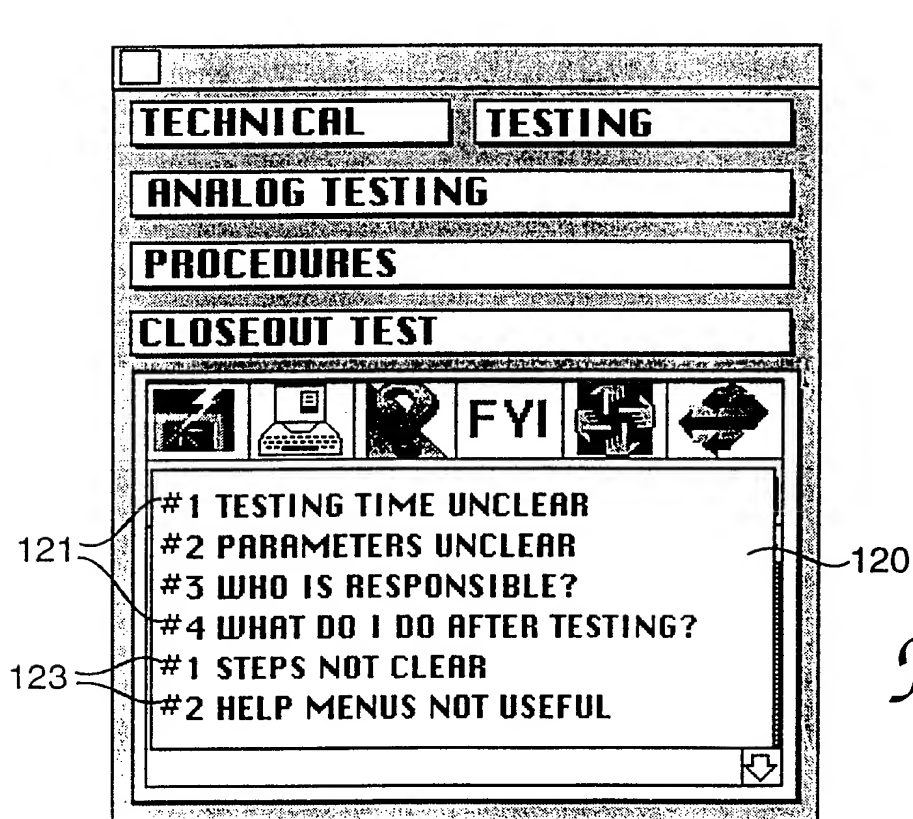 TECHNICAL TESTING
ANALOG TESTING
PROCEDURES
CLOSEOUT TEST
FYI
#1 TESTING TIME UNCLEAR
#2 PARAMETERS UNCLEAR
#3 WHO IS RESPONSIBLE?
#4 WHAT DO I DO AFTER TESTING?
#1 STEPS NOT CLEAR
#2 HELP MENUS NOT USEFUL
121
120
123